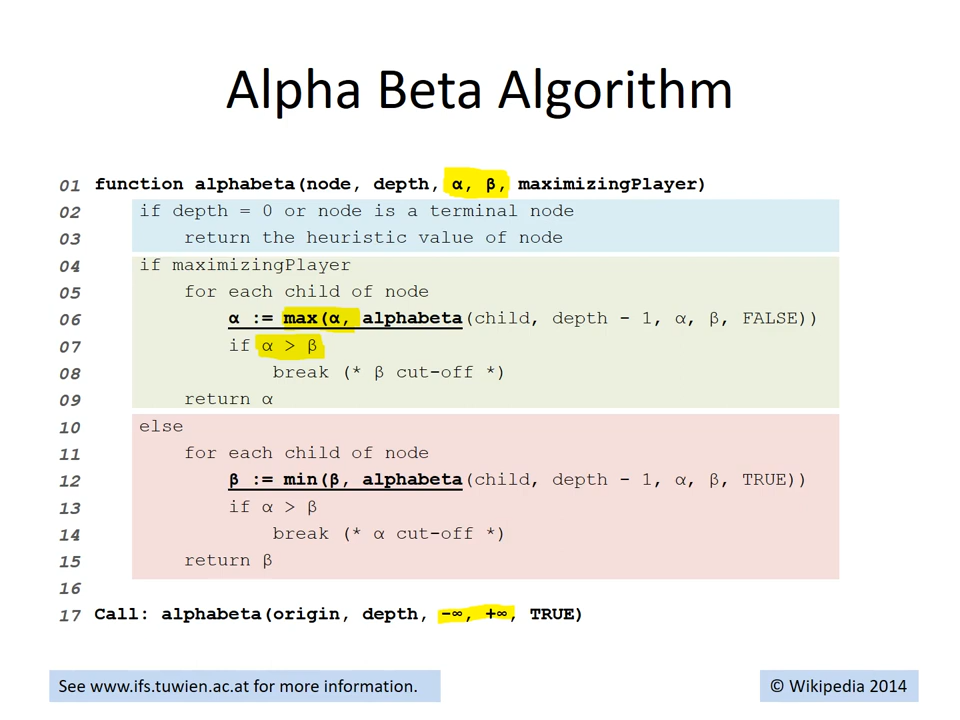 Alpha Beta Algorithm
01 function alphabeta(node, depth, α, β, maximizingPlayer)
02 if depth = 0 or node is a terminal node
03 return the heuristic value of node
04 if maximizingPlayer
05 for each child of node
06 α := max(α, alphabeta(child, depth - 1, α, β, FALSE))
07 if α > β
08 break (* β cut-off *)
09 return α
10 else
11 for each child of node
12 β := min(β, alphabeta(child, depth - 1, α, β, TRUE))
13 if α > β
14 break (* α cut-off *)
15 return β
16
17 Call: alphabeta(origin, depth, -∞, +∞, TRUE)
See www.ifs.tuwien.ac.at for more information.
© Wikipedia 2014